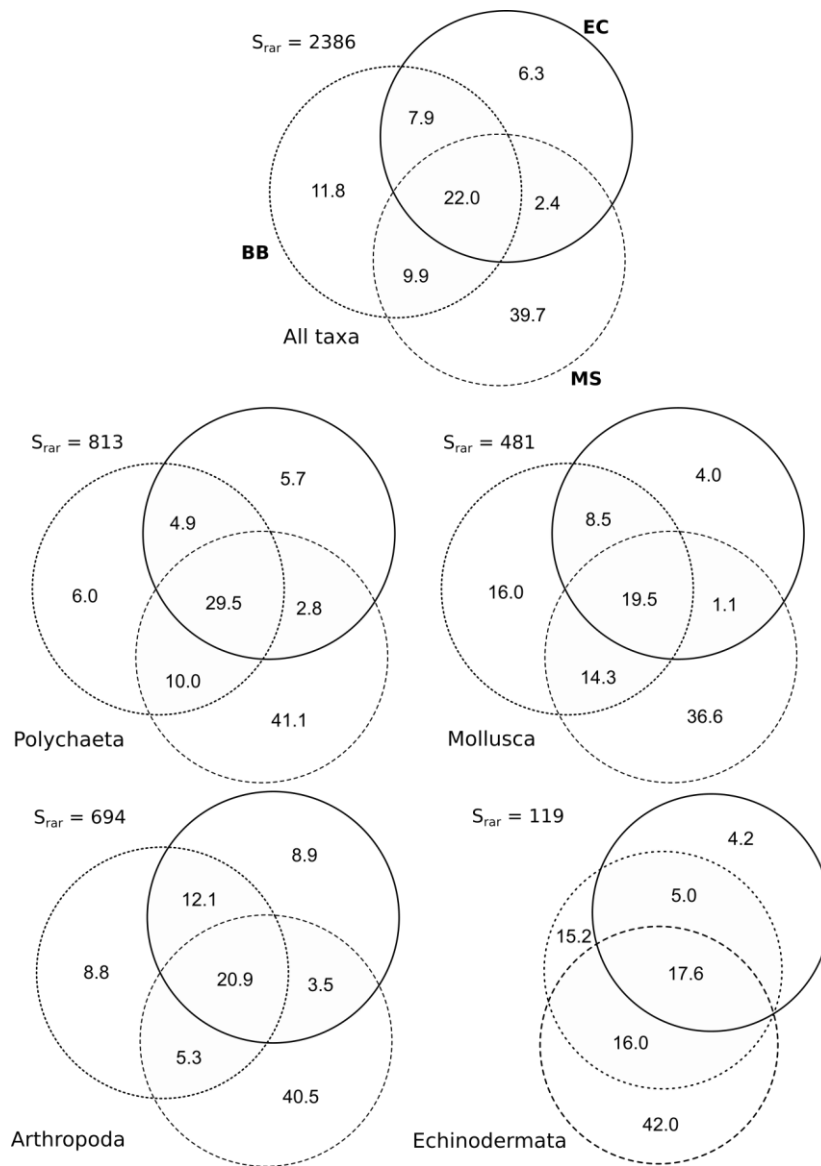 EC
S_rar = 2386
6.3
7.9
11.8
22.0
2.4
BB
9.9
39.7
All taxa
MS
S_rar = 813
5.7
4.9
6.0
29.5
2.8
10.0
41.1
Polychaeta
S_rar = 481
4.0
8.5
16.0
19.5
1.1
14.3
36.6
Mollusca
S_rar = 694
8.9
12.1
8.8
20.9
3.5
5.3
40.5
Arthropoda
S_rar = 119
4.2
5.0
15.2
17.6
16.0
42.0
Echinodermata